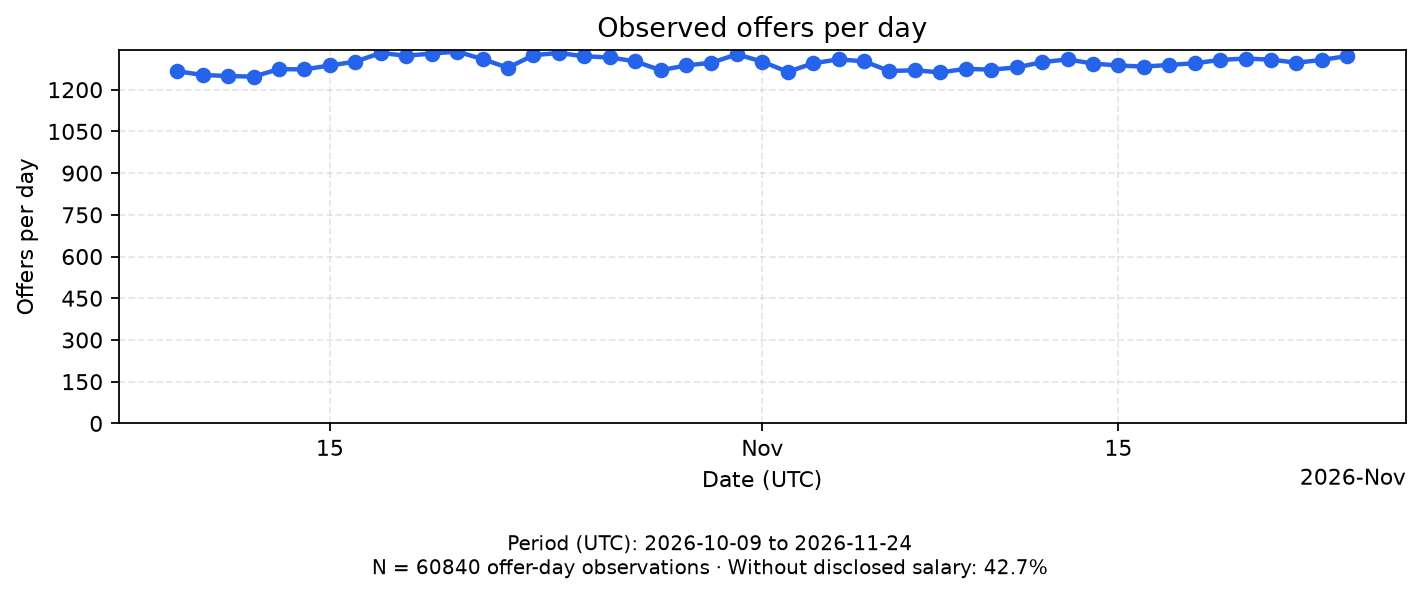 Observed offers per day
Offers per day
1200
1050
900
750
600
450
300
150
0
15
Nov
15
Date (UTC)
2026-Nov
Period (UTC): 2026-10-09 to 2026-11-24
N = 60840 offer-day observations · Without disclosed salary: 42.7%